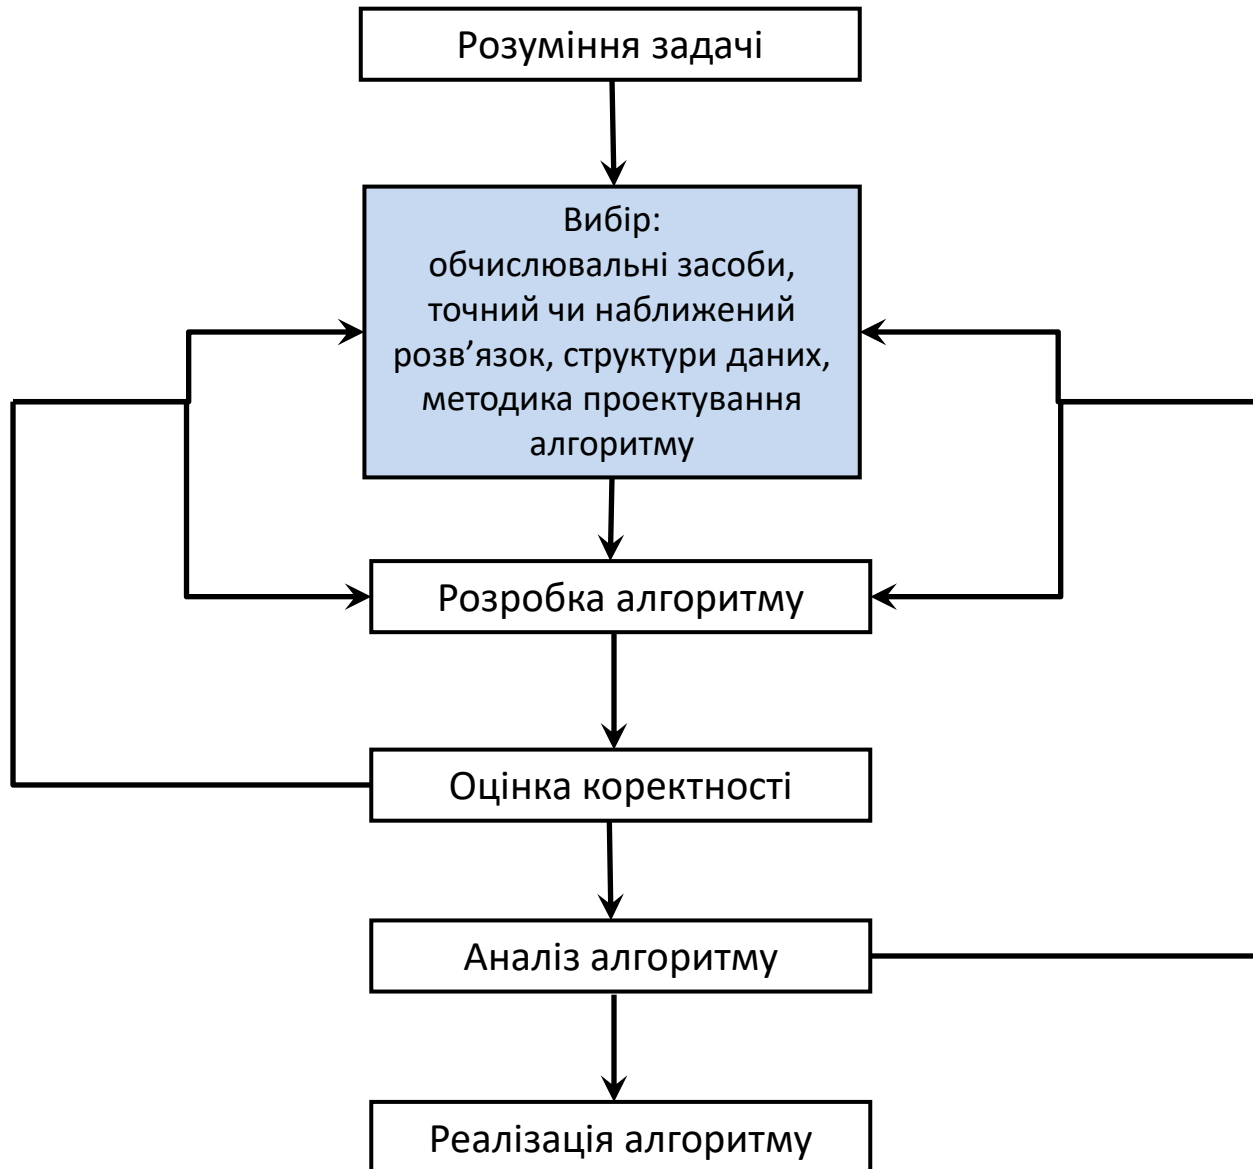 Розуміння задачі
Вибір:
обчислювальні засоби,
точний чи наближений
розв’язок, структури даних,
методика проектування
алгоритму
Розробка алгоритму
Оцінка коректності
Аналіз алгоритму
Реалізація алгоритму